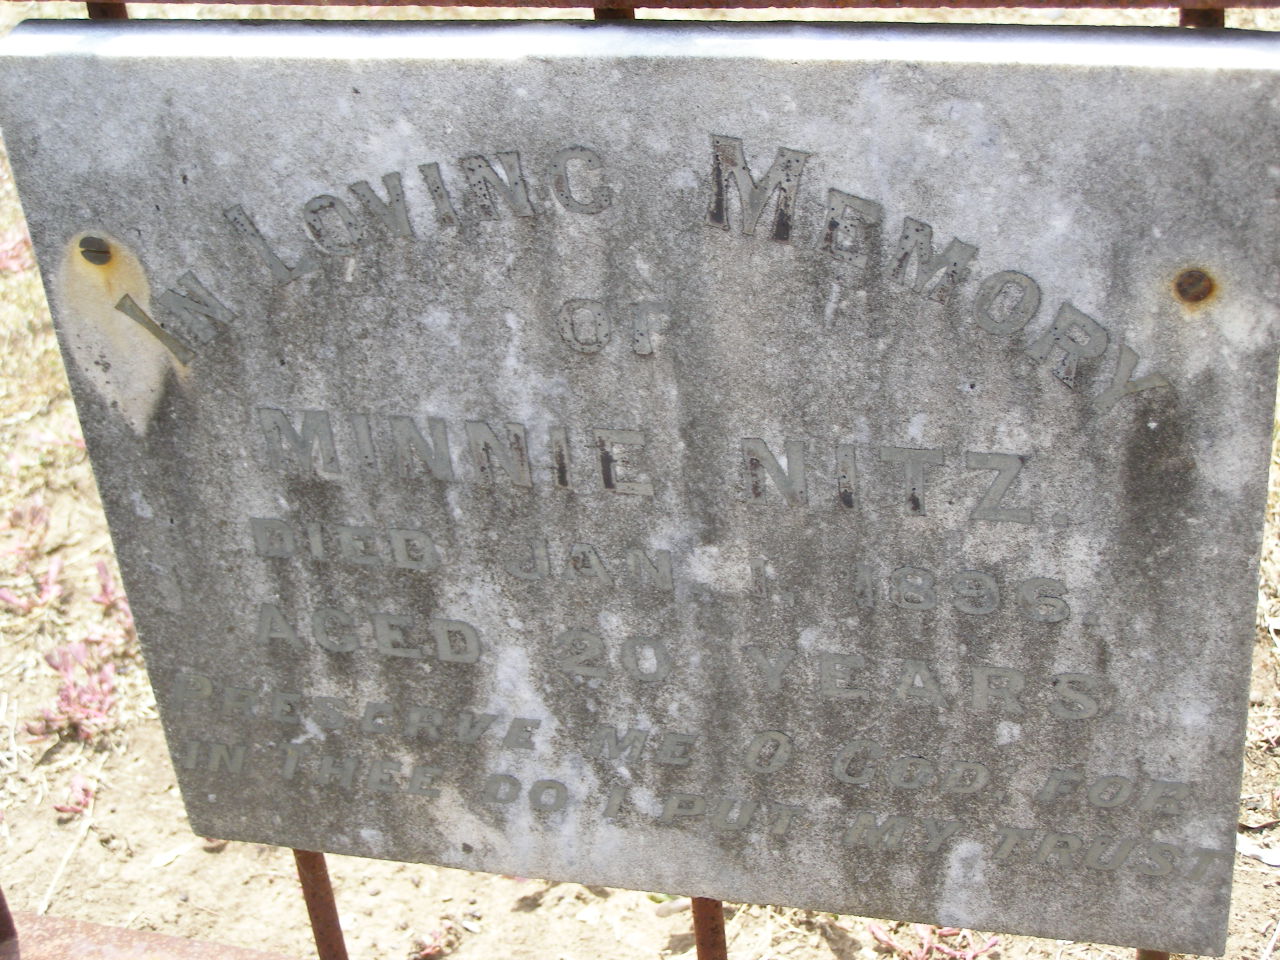 IN LOVING MEMORY
OF
MINNIE NITZ.
DIED JAN. 1. 1896.
AGED 20 YEARS.
PRESERVE ME O GOD, FOR
IN THEE DO I PUT MY TRUST